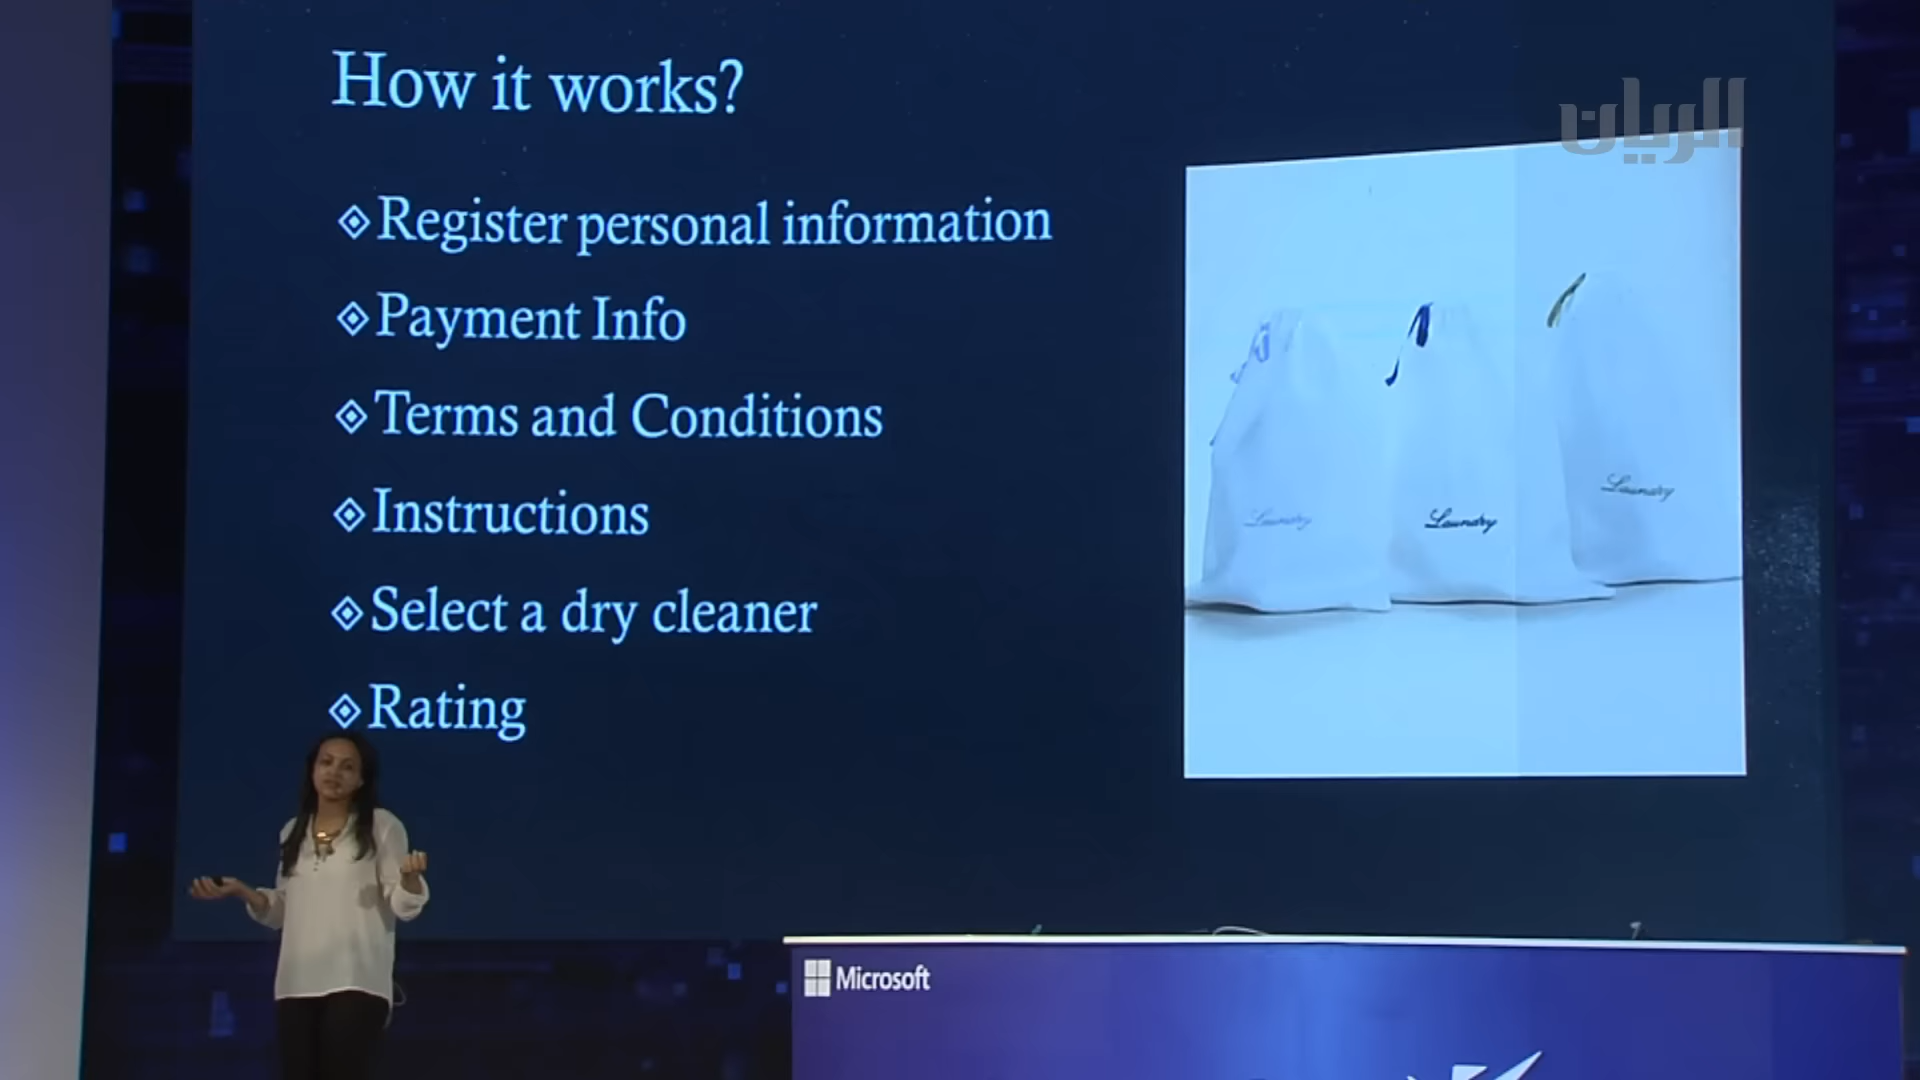 How it works?
الريان
Register personal information
Payment Info
Terms and Conditions
Instructions
Select a dry cleaner
Rating
Laundry
Laundry
Laundry
Microsoft